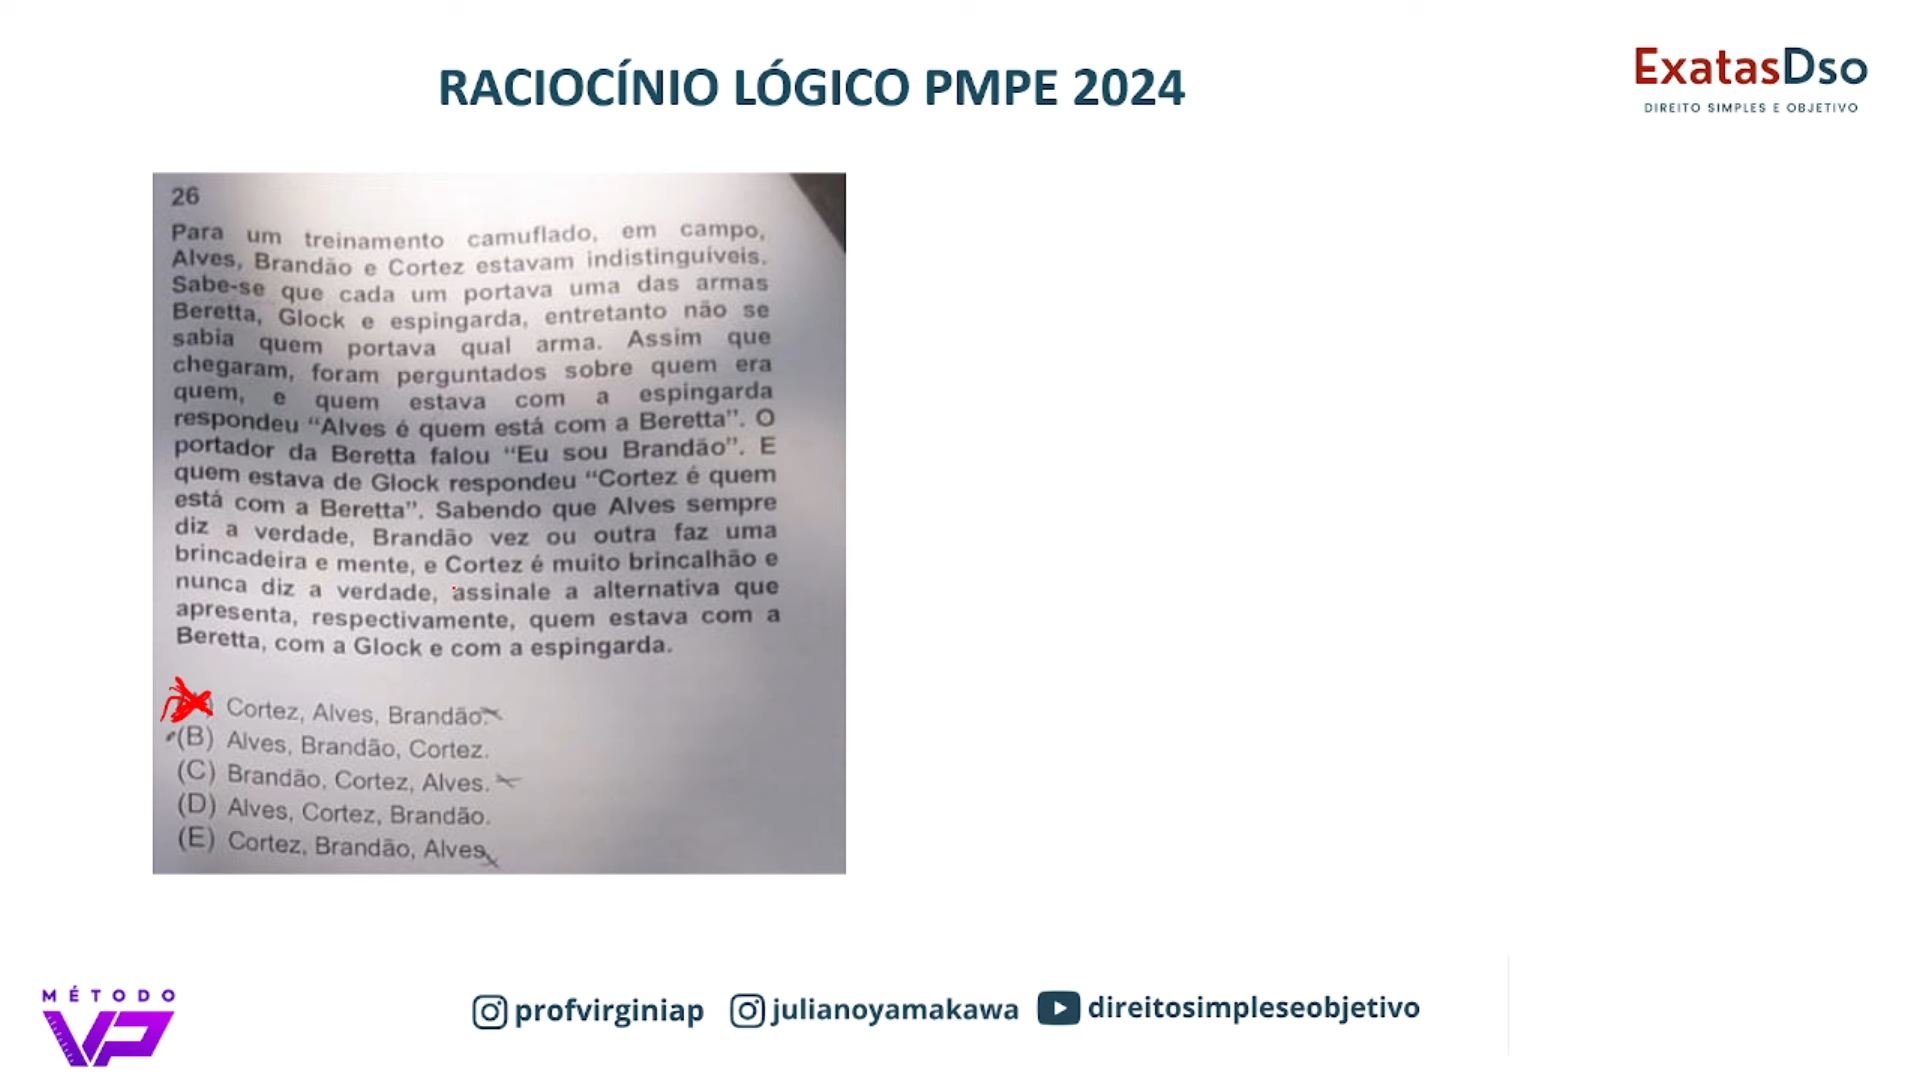 RACIOCÍNIO LÓGICO PMPE 2024
ExatasDso
DIREITO SIMPLES E OBJETIVO
26
Para um treinamento camuflado, em campo,
Alves, Brandão e Cortez estavam indistinguíveis.
Sabe-se que cada um portava uma das armas
Beretta, Glock e espingarda, entretanto não se
sabia quem portava qual arma. Assim que
chegaram, foram perguntados sobre quem era
quem, e quem estava com a espingarda
respondeu “Alves é quem está com a Beretta”. O
portador da Beretta falou “Eu sou Brandão”. E
quem estava de Glock respondeu “Cortez é quem
está com a Beretta”. Sabendo que Alves sempre
diz a verdade, Brandão vez ou outra faz uma
brincadeira e mente, e Cortez é muito brincalhão e
nunca diz a verdade, assinale a alternativa que
apresenta, respectivamente, quem estava com a
Beretta, com a Glock e com a espingarda.
Cortez, Alves, Brandão.
(B) Alves, Brandão, Cortez.
(C) Brandão, Cortez, Alves.
(D) Alves, Cortez, Brandão.
(E) Cortez, Brandão, Alves.
MÉTODO
VP
profvirginiap julianoyamakawa direitosimpleseobjetivo